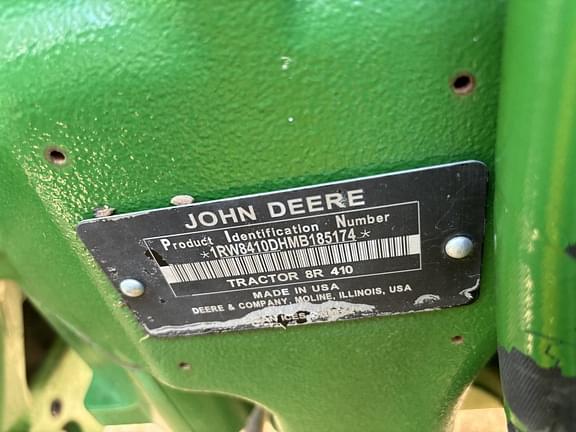 JOHN DEERE
Product Identification Number
*1RW8410DHMB185174*
TRACTOR 8R 410
MADE IN USA
DEERE & COMPANY, MOLINE, ILLINOIS, USA